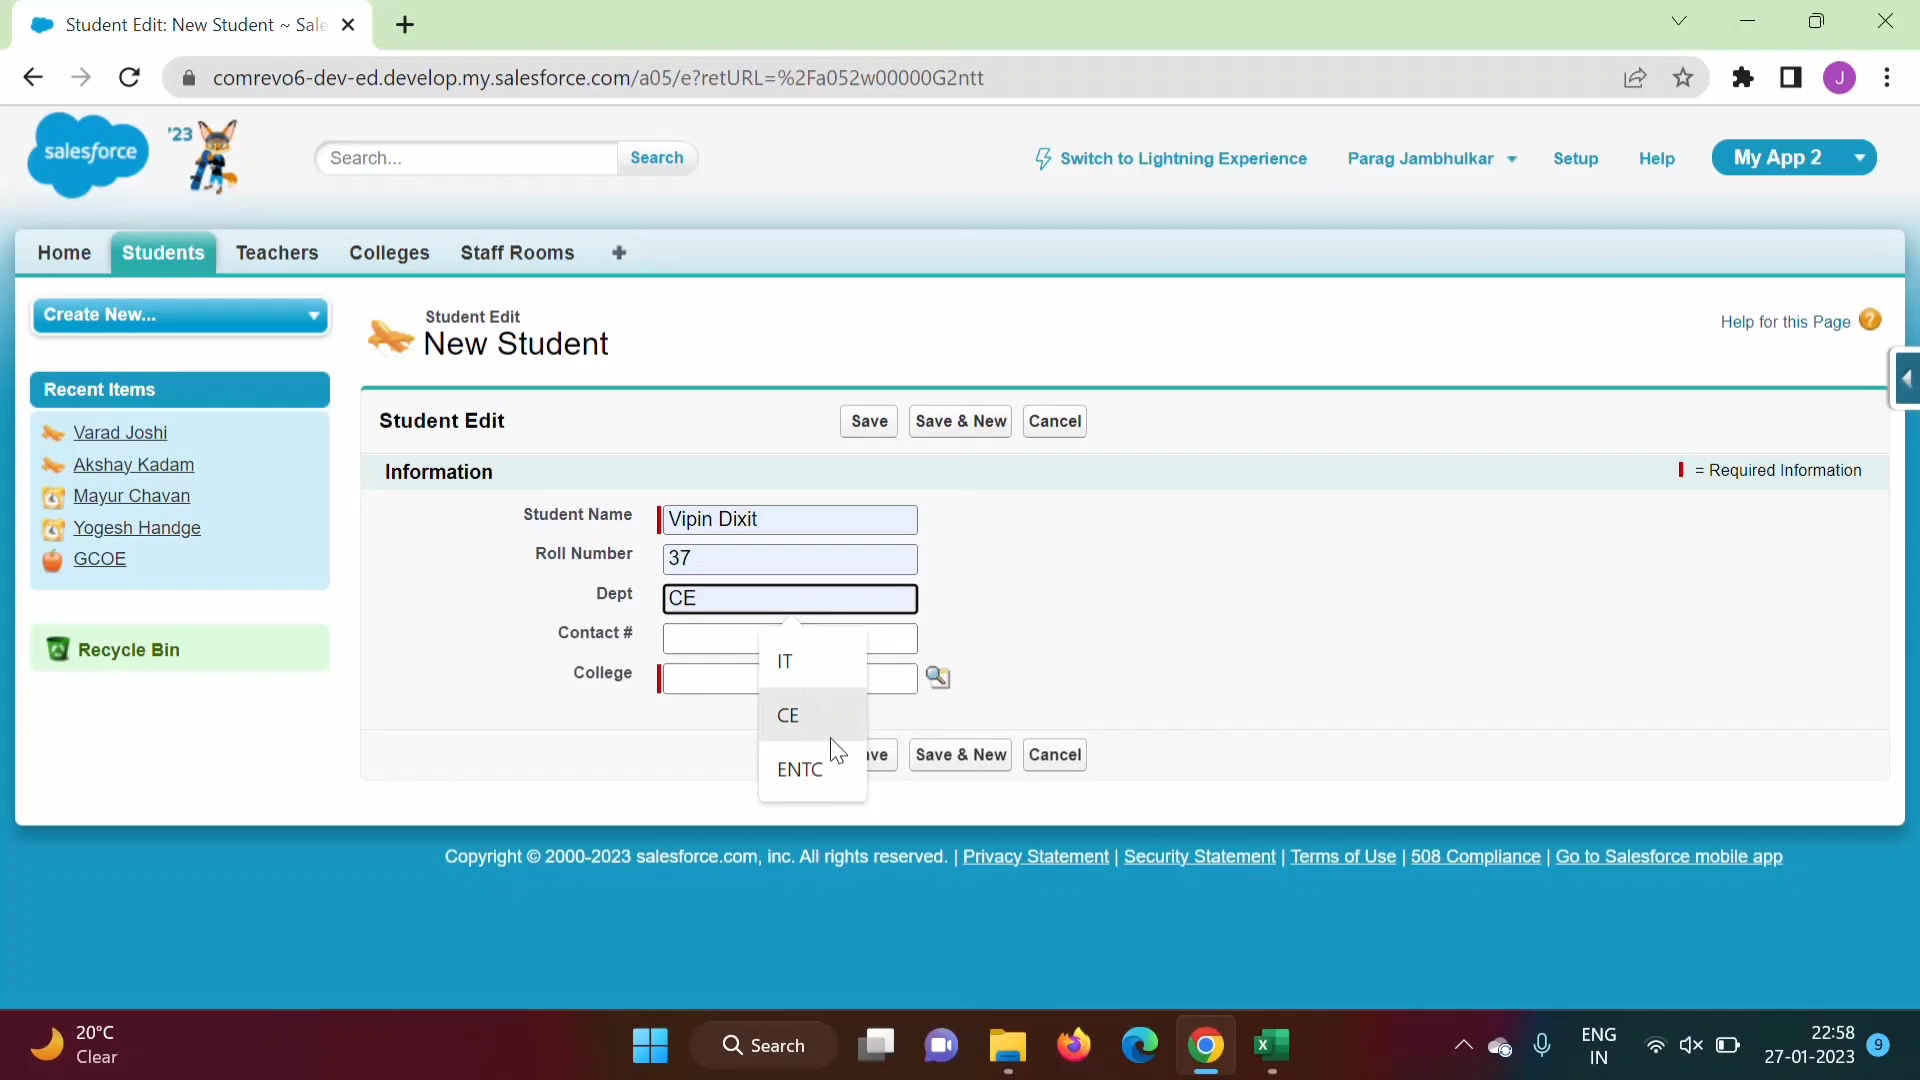 Student Edit: New Student ~ Sale
comrevo6-dev-ed.develop.my.salesforce.com/a05/e?retURL=%2Fa052w00000G2ntt
J
salesforce
'23
Search...
Search
Switch to Lightning Experience
Parag Jambhulkar
Setup
Help
My App 2
Home
Students
Teachers
Colleges
Staff Rooms
Create New...
Student Edit
New Student
Help for this Page
?
Recent Items
Varad Joshi
Akshay Kadam
Mayur Chavan
Yogesh Handge
GCOE
Recycle Bin
Student Edit
Save
Save & New
Cancel
Information
= Required Information
Student Name
Vipin Dixit
Roll Number
37
Dept
CE
Contact #
College
IT
CE
ENTC
ve
Save & New
Cancel
Copyright © 2000-2023 salesforce.com, inc. All rights reserved. | Privacy Statement | Security Statement | Terms of Use | 508 Compliance | Go to Salesforce mobile app
20°C
Clear
Search
ENG
IN
22:58
27-01-2023
9